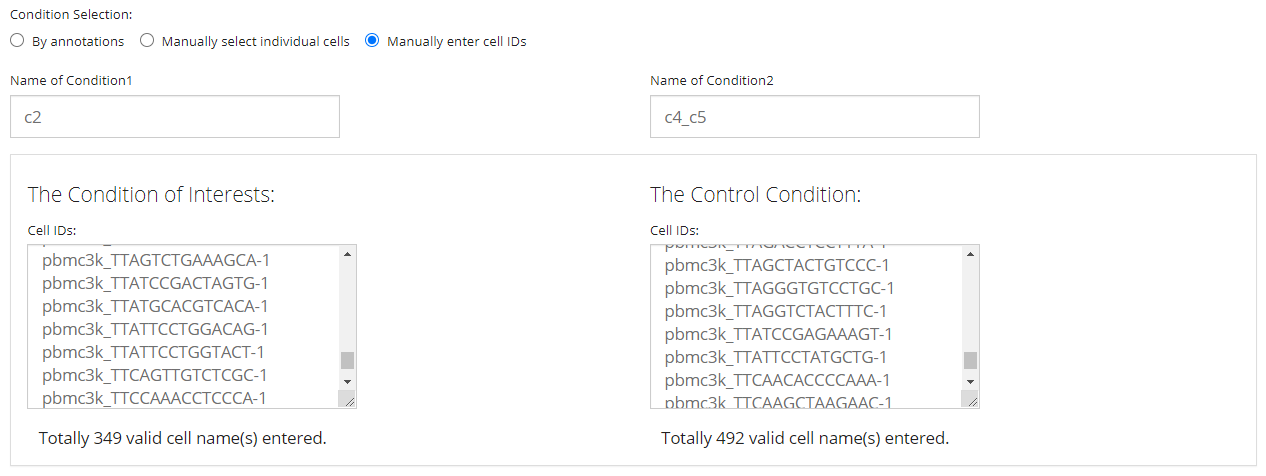 Condition Selection:
By annotations Manually select individual cells Manually enter cell IDs
Name of Condition1
c2
Name of Condition2
c4_c5
The Condition of Interests:
Cell IDs:
pbmc3k_TTAGTCTGAAAGCA-1
pbmc3k_TTATCCGACTAGTG-1
pbmc3k_TTATGCACGTCACA-1
pbmc3k_TTATTCCTGGACAG-1
pbmc3k_TTATTCCTGGTACT-1
pbmc3k_TTCAGTTGTCTCGC-1
pbmc3k_TTCCAAACCTCCCA-1
Totally 349 valid cell name(s) entered.
The Control Condition:
Cell IDs:
pbmc3k_TTAGCTACTGTCCC-1
pbmc3k_TTAGGGTGTCCTGC-1
pbmc3k_TTAGGTCTACTTTC-1
pbmc3k_TTATCCGAGAAAGT-1
pbmc3k_TTATTCCTATGCTG-1
pbmc3k_TTCAACACCCCAAA-1
pbmc3k_TTCAAGCTAAGAAC-1
Totally 492 valid cell name(s) entered.